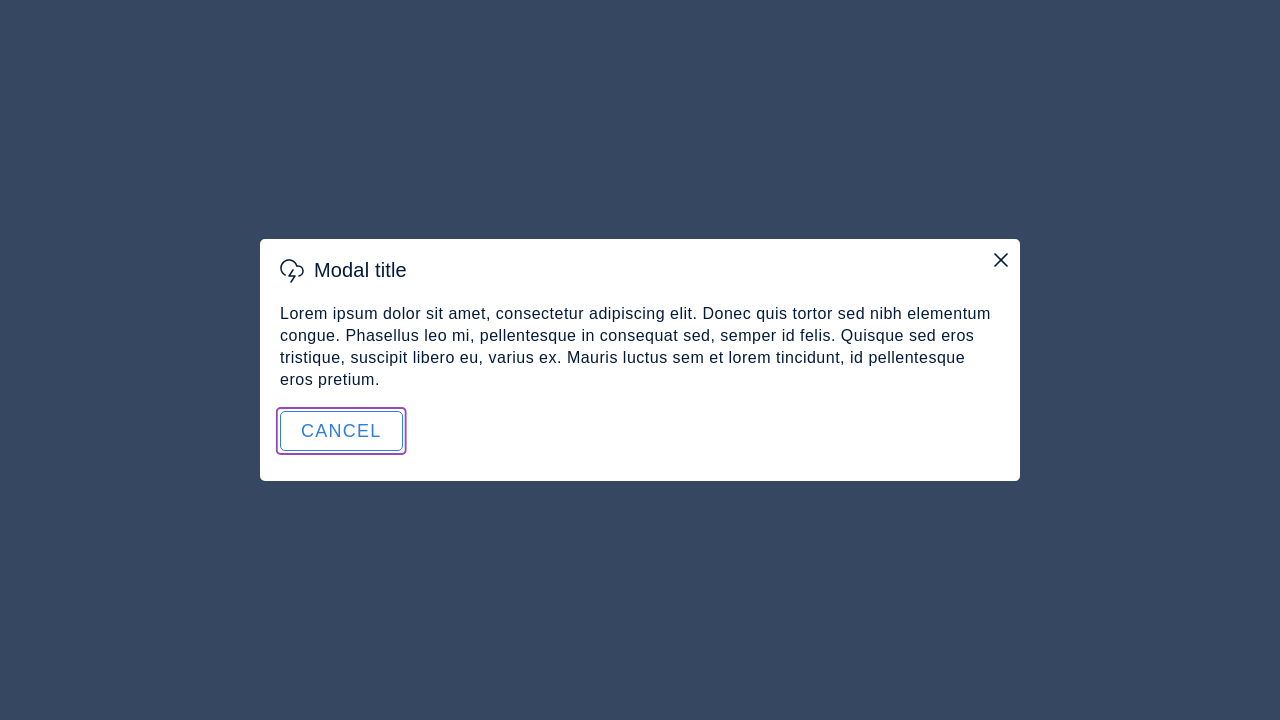 Modal title
Lorem ipsum dolor sit amet, consectetur adipiscing elit. Donec quis tortor sed nibh elementum
congue. Phasellus leo mi, pellentesque in consequat sed, semper id felis. Quisque sed eros
tristique, suscipit libero eu, varius ex. Mauris luctus sem et lorem tincidunt, id pellentesque
eros pretium.
CANCEL